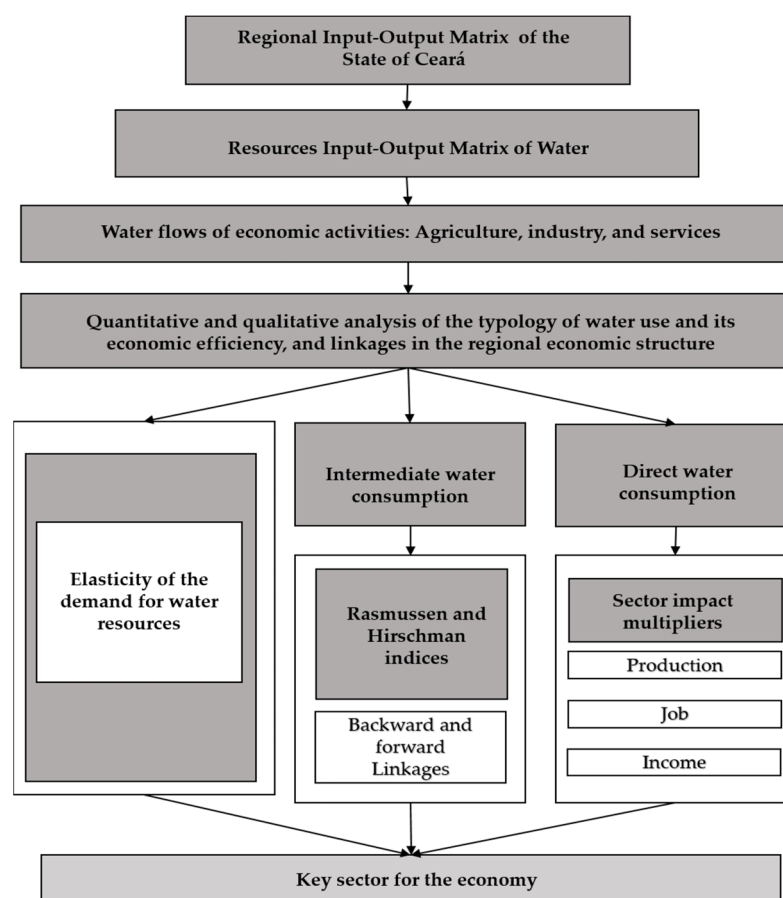 Regional Input-Output Matrix of the
State of Ceará
Resources Input-Output Matrix of Water
Water flows of economic activities: Agriculture, industry, and services
Quantitative and qualitative analysis of the typology of water use and its
economic efficiency, and linkages in the regional economic structure
Elasticity of the
demand for water
resources
Intermediate water
consumption
Rasmussen and
Hirschman
indices
Backward and
forward
Linkages
Direct water
consumption
Sector impact
multipliers
Production
Job
Income
Key sector for the economy